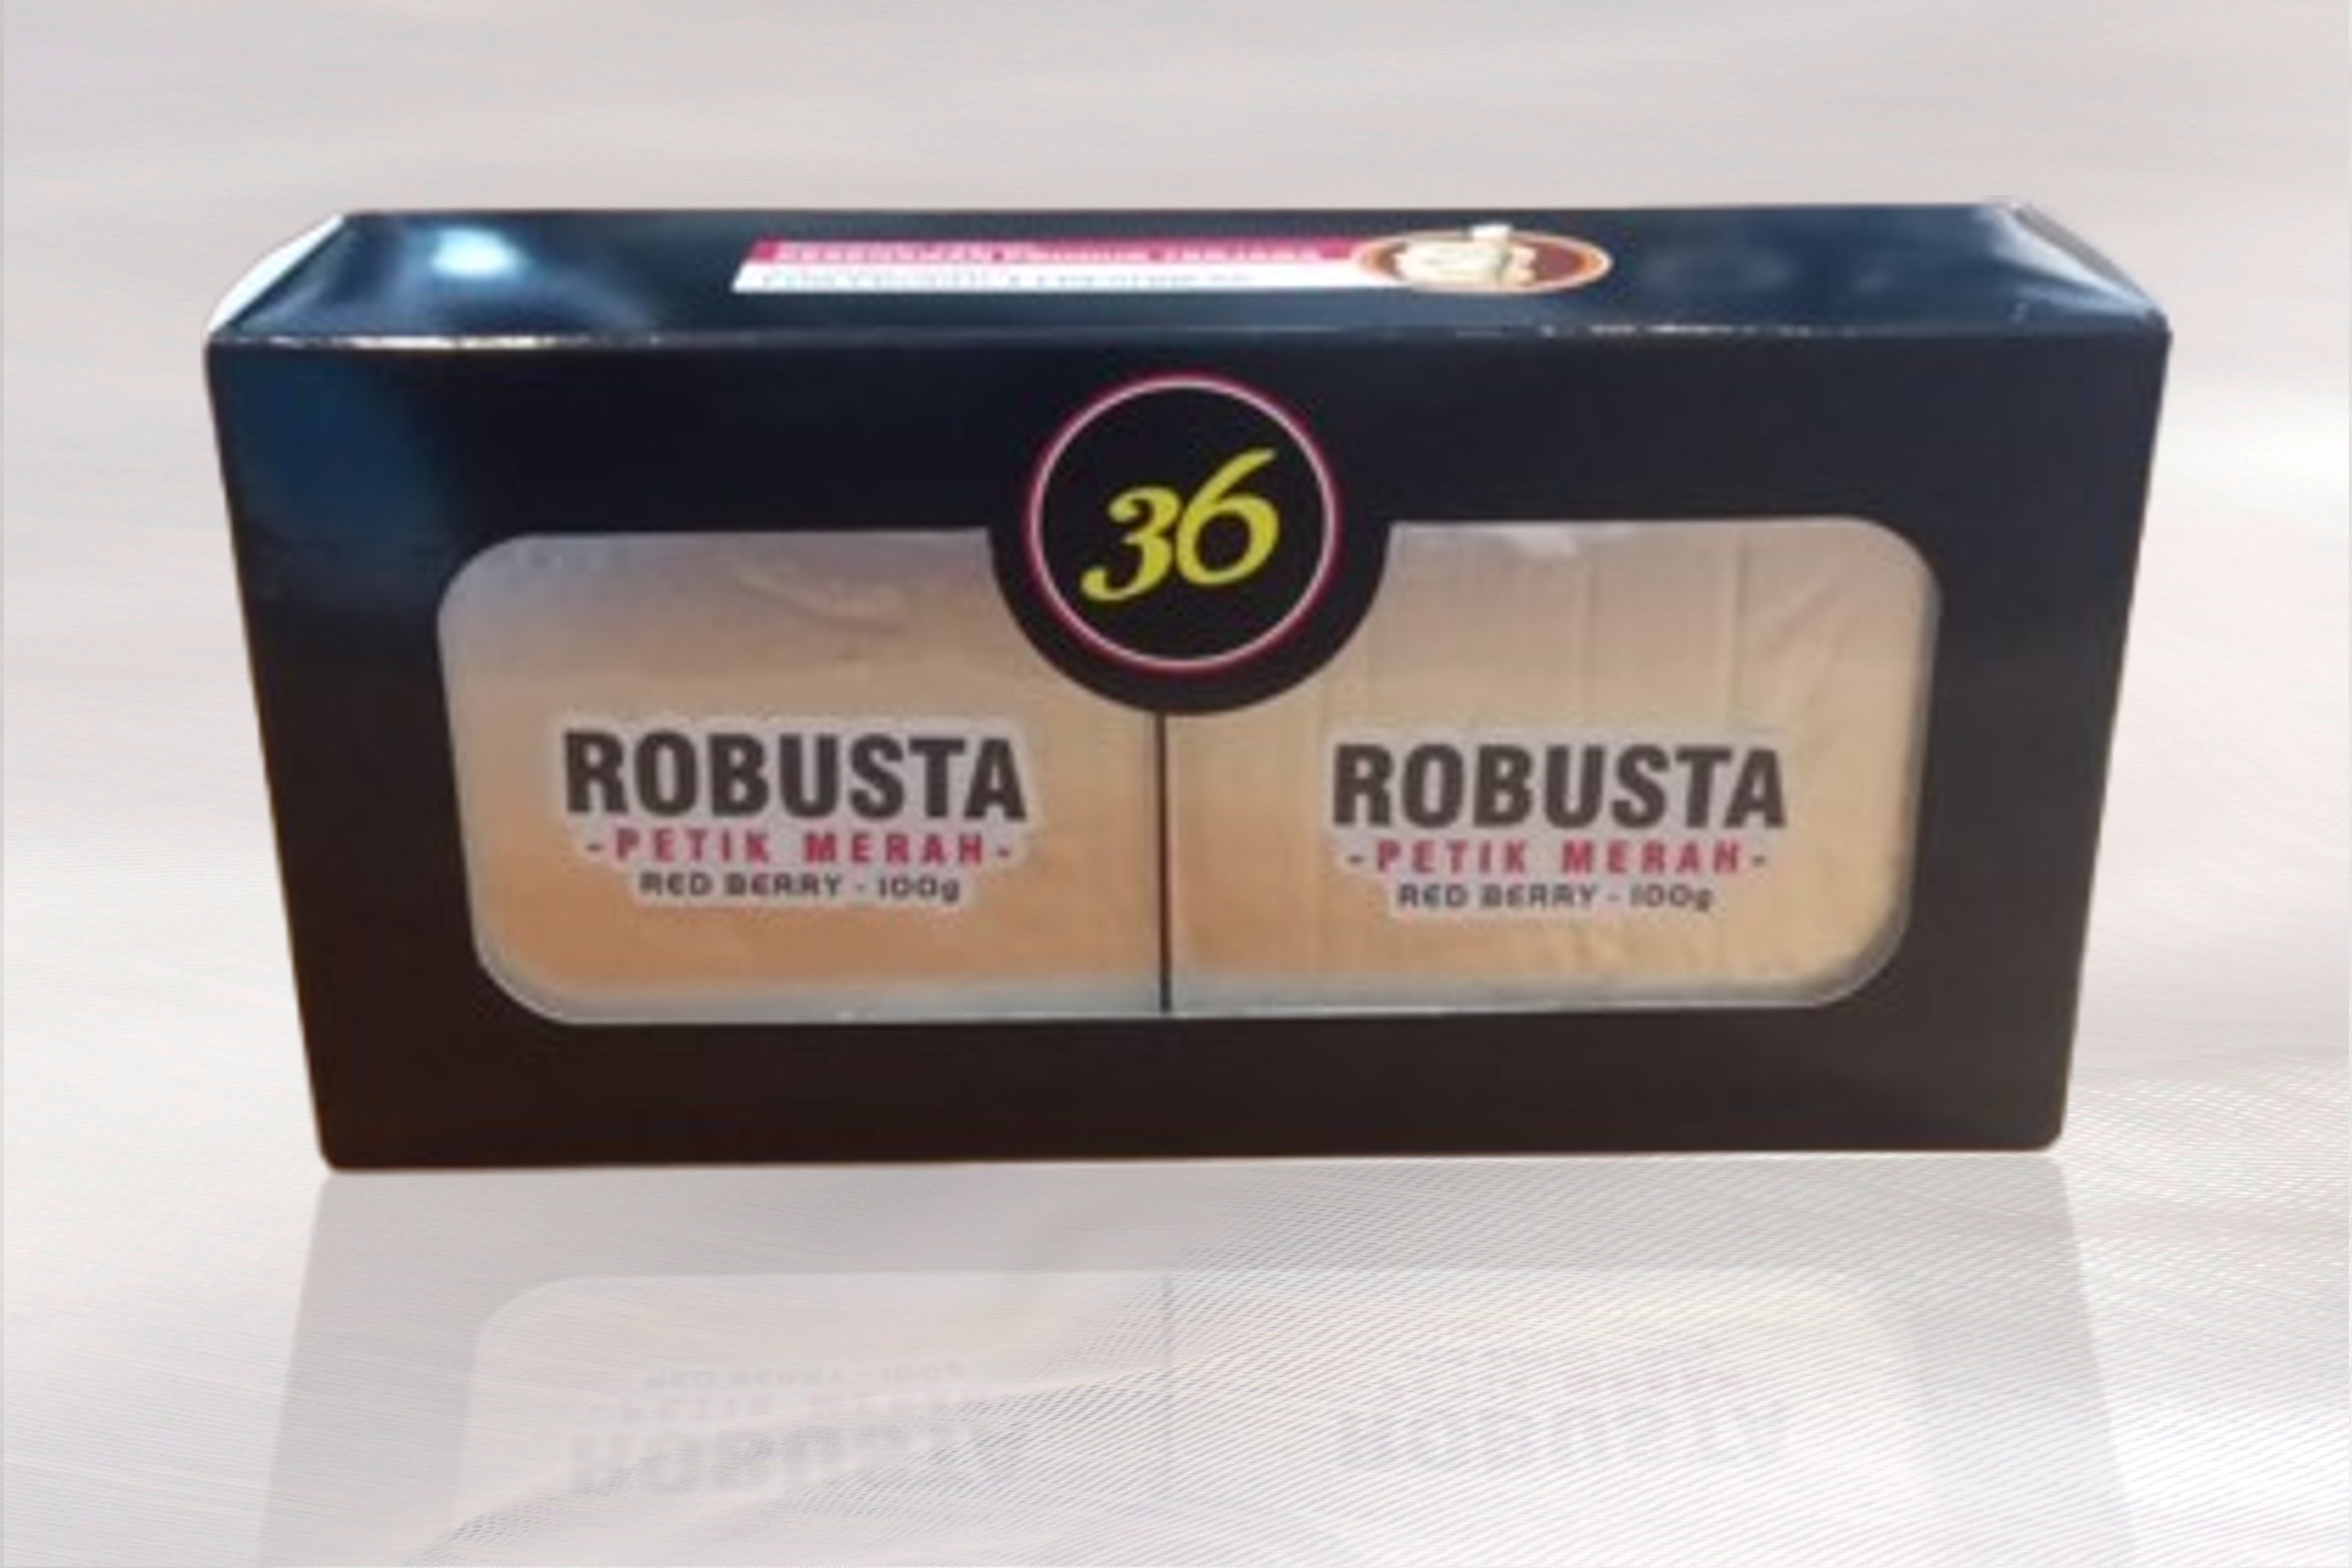 36
ROBUSTA
-PETIK MERAH-
RED BERRY - 100g
ROBUSTA
-PETIK MERAH-
RED BERRY - 100g